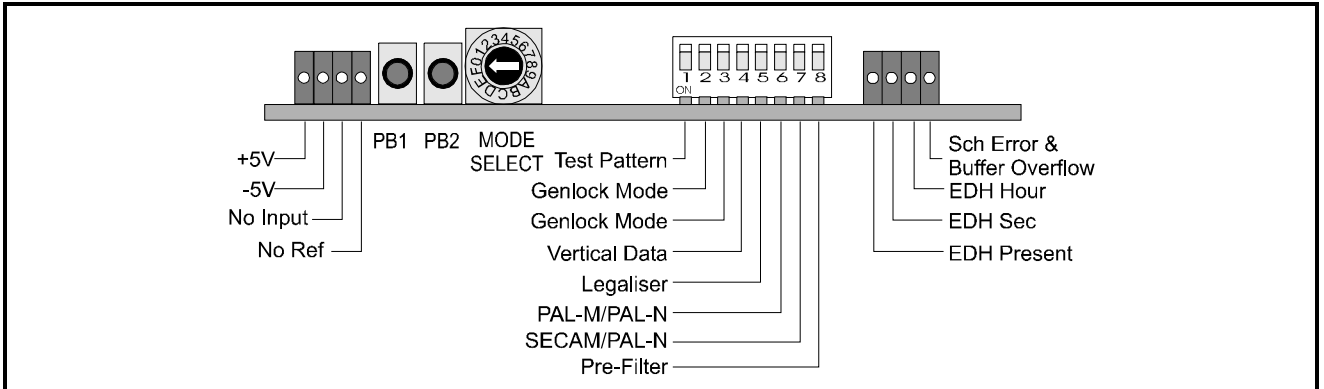 0123456789ABCDEF
1 2 3 4 5 6 7 8
ON
PB1 PB2 MODE
SELECT
+5V
-5V
No Input
No Ref
Test Pattern
Genlock Mode
Genlock Mode
Vertical Data
Legaliser
PAL-M/PAL-N
SECAM/PAL-N
Pre-Filter
Sch Error &
Buffer Overflow
EDH Hour
EDH Sec
EDH Present